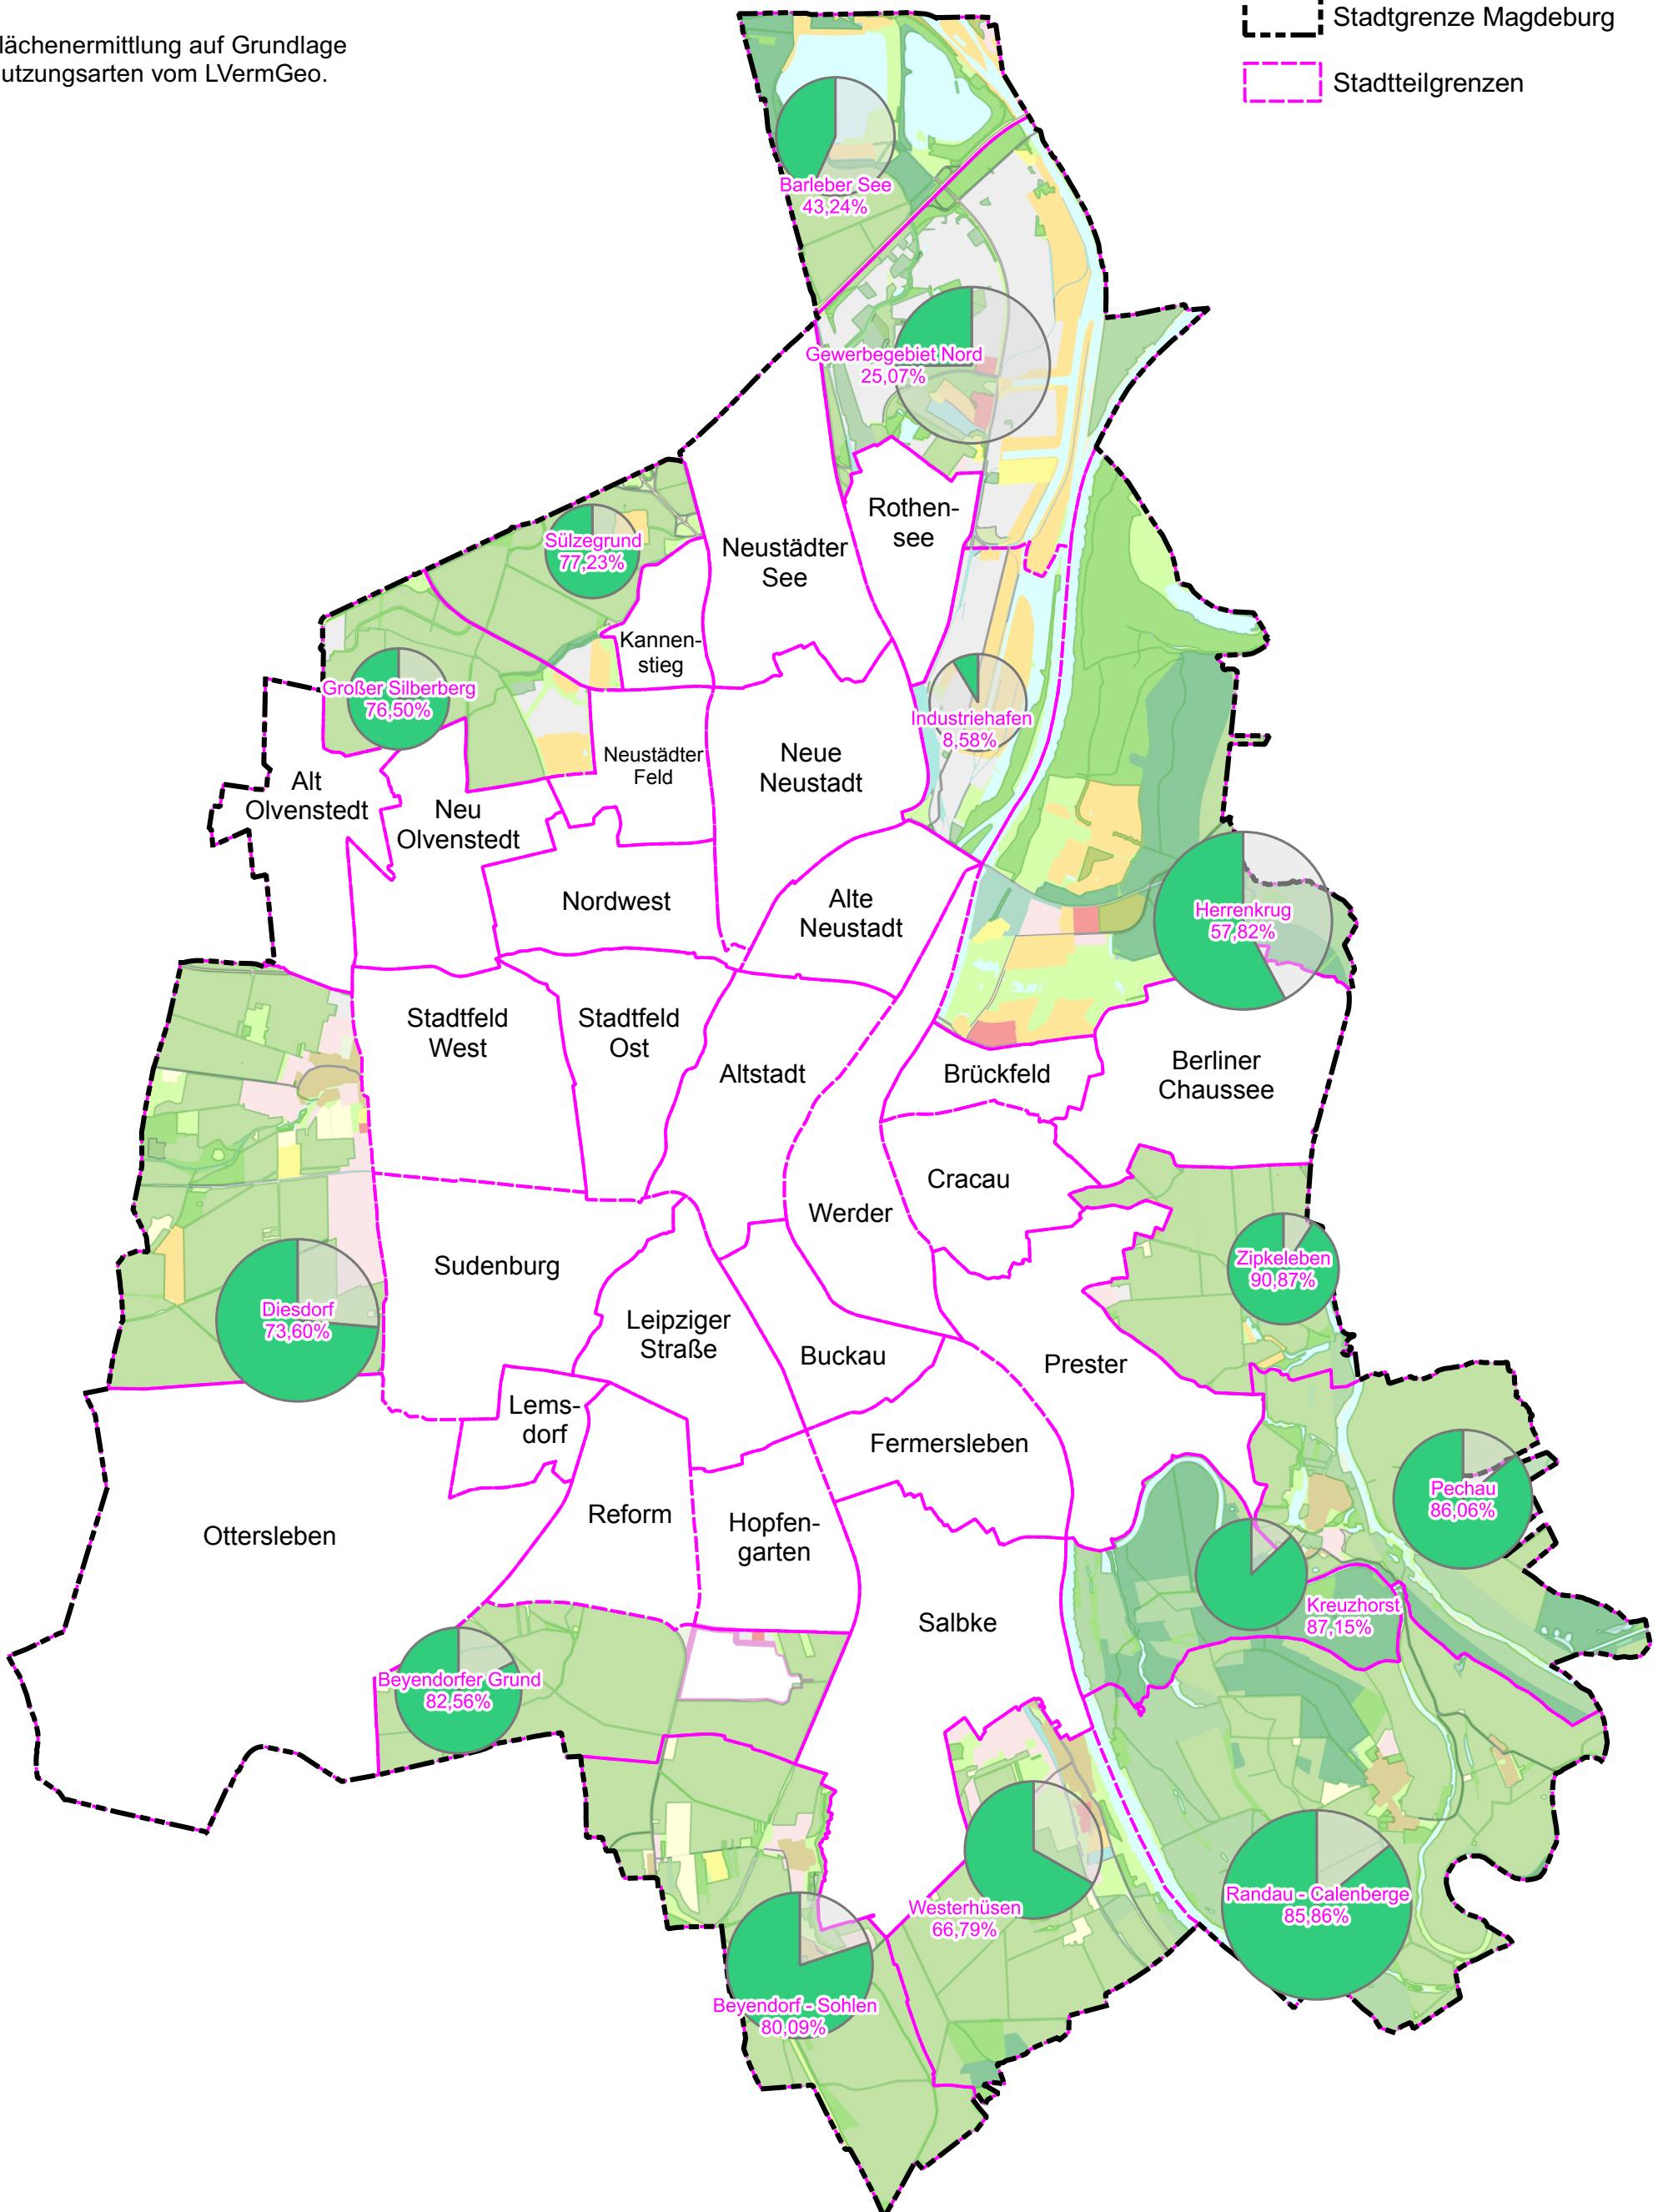 lächenermittlung auf Grundlage
utzungsarten vom LVermGeo.
Stadtgrenze Magdeburg
Stadtteilgrenzen
Barleber See
43,24%
Gewerbegebiet Nord
25,07%
Rothen-
see
Neustädter
See
Sülzegrund
77,23%
Kannen-
stieg
Großer Silberberg
76,50%
Industriehafen
8,58%
Neustädter
Feld
Neue
Neustadt
Alt
Olvenstedt
Neu
Olvenstedt
Nordwest
Alte
Neustadt
Herrenkrug
57,82%
Stadtfeld
West
Stadtfeld
Ost
Altstadt
Brückfeld
Berliner
Chaussee
Cracau
Werder
Zipkeleben
90,87%
Sudenburg
Diesdorf
73,60%
Leipziger
Straße
Buckau
Prester
Lems-
dorf
Fermersleben
Pechau
86,06%
Ottersleben
Reform
Hopfen-
garten
Salbke
Kreuzhorst
87,15%
Beyendorfer Grund
82,56%
Westerhüsen
66,79%
Randau - Calenberge
85,86%
Beyendorf - Sohlen
80,09%